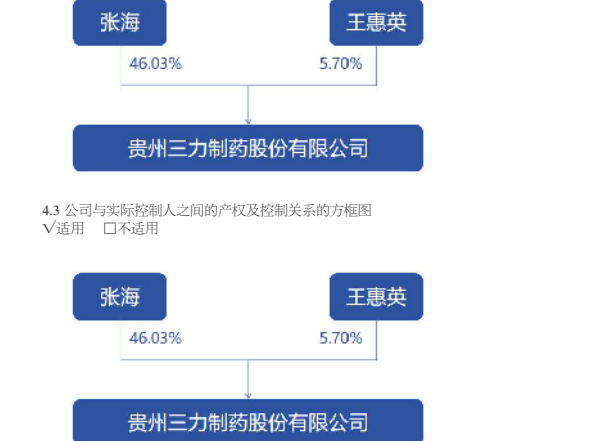 张海 王惠英
46.03% 5.70%
贵州三力制药股份有限公司
4.3 公司与实际控制人之间的产权及控制关系的方框图
√适用 □不适用
张海 王惠英
46.03% 5.70%
贵州三力制药股份有限公司